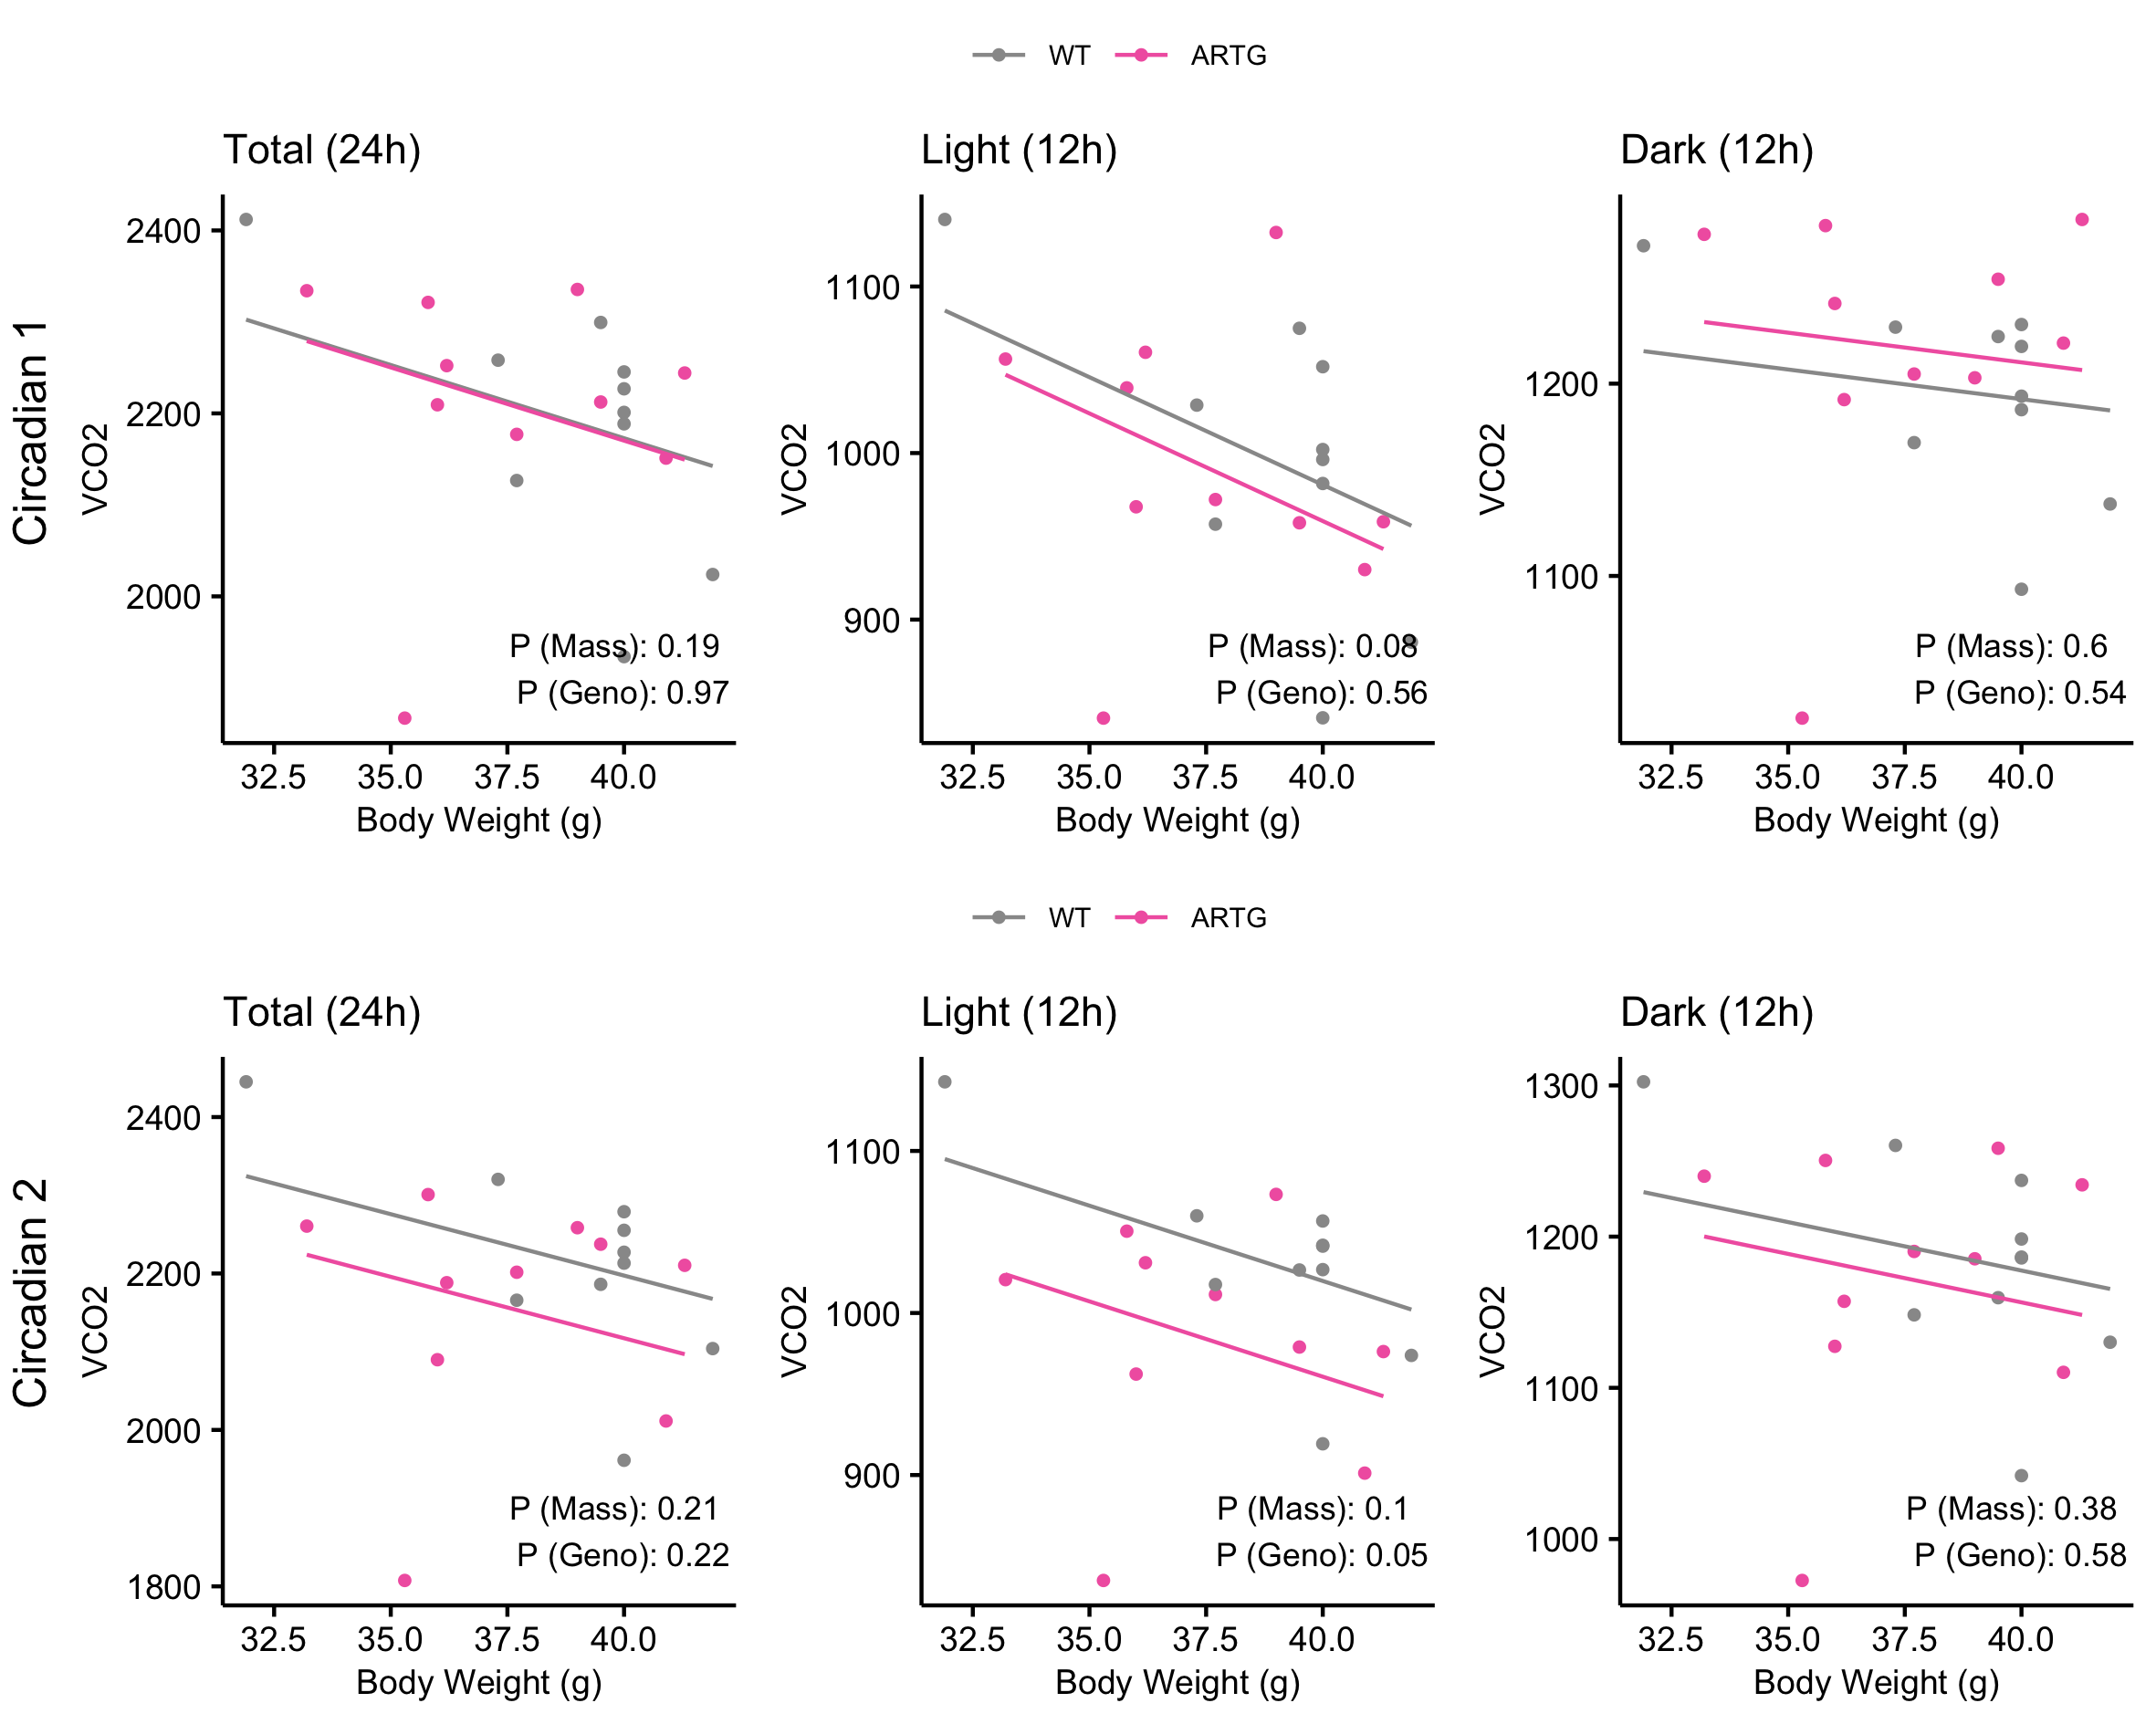 WT ARTG
Circadian 1
Total (24h)
VCO2
2400
2200
2000
P (Mass): 0.19
P (Geno): 0.97
32.5 35.0 37.5 40.0
Body Weight (g)
Light (12h)
VCO2
1100
1000
900
P (Mass): 0.08
P (Geno): 0.56
32.5 35.0 37.5 40.0
Body Weight (g)
Dark (12h)
VCO2
1200
1100
P (Mass): 0.6
P (Geno): 0.54
32.5 35.0 37.5 40.0
Body Weight (g)
WT ARTG
Circadian 2
Total (24h)
VCO2
2400
2200
2000
1800
P (Mass): 0.21
P (Geno): 0.22
32.5 35.0 37.5 40.0
Body Weight (g)
Light (12h)
VCO2
1100
1000
900
P (Mass): 0.1
P (Geno): 0.05
32.5 35.0 37.5 40.0
Body Weight (g)
Dark (12h)
VCO2
1300
1200
1100
1000
P (Mass): 0.38
P (Geno): 0.58
32.5 35.0 37.5 40.0
Body Weight (g)